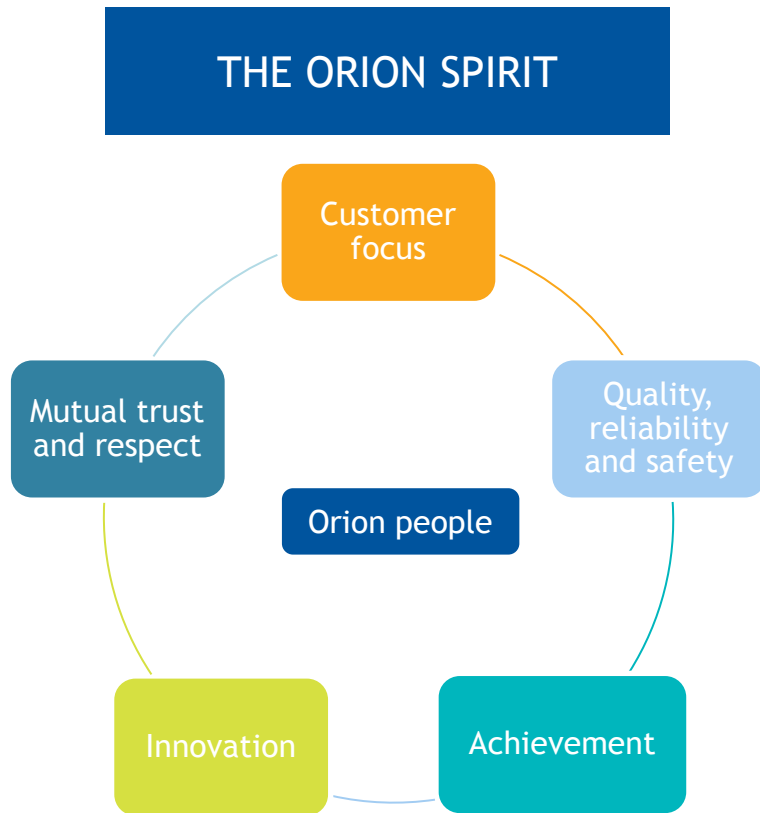 THE ORION SPIRIT
Customer
focus
Quality,
reliability
and safety
Mutual trust
and respect
Orion people
Achievement
Innovation